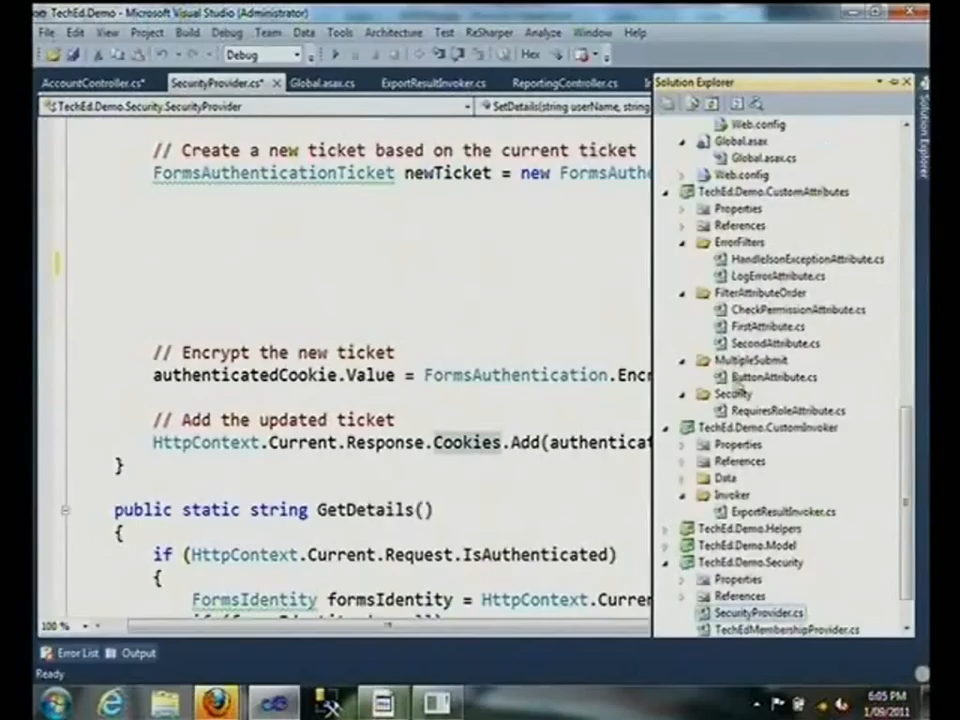 TechEd.Demo - Microsoft Visual Studio (Administrator)
File Edit View Project Build Debug Team Data Tools Architecture Test ReSharper Analyze Window Help
Debug Hex
AccountController.cs* SecurityProvider.cs* Global.asax.cs ExportResultInvoker.cs ReportingController.cs
TechEd.Demo.Security.SecurityProvider SetDetails(string userName, string
// Create a new ticket based on the current ticket
FormsAuthenticationTicket newTicket = new FormsAuthe
// Encrypt the new ticket
authenticatedCookie.Value = FormsAuthentication.Encr
// Add the updated ticket
HttpContext.Current.Response.Cookies.Add(authenticat
}
public static string GetDetails()
{
if (HttpContext.Current.Request.IsAuthenticated)
{
FormsIdentity formsIdentity = HttpContext.Curren
100 %
Solution Explorer
Web.config
Global.asax
Global.asax.cs
Web.config
TechEd.Demo.CustomAttributes
Properties
References
ErrorFilters
HandleJsonExceptionAttribute.cs
LogErrorAttribute.cs
FilterAttributeOrder
CheckPermissionAttribute.cs
FirstAttribute.cs
SecondAttribute.cs
MultipleSubmit
ButtonAttribute.cs
Security
RequiresRoleAttribute.cs
TechEd.Demo.CustomInvoker
Properties
References
Data
Invoker
ExportResultInvoker.cs
TechEd.Demo.Helpers
TechEd.Demo.Model
TechEd.Demo.Security
Properties
References
SecurityProvider.cs
TechEdMembershipProvider.cs
Solution Explorer
Error List Output
Ready
6:05 PM
1/09/2011